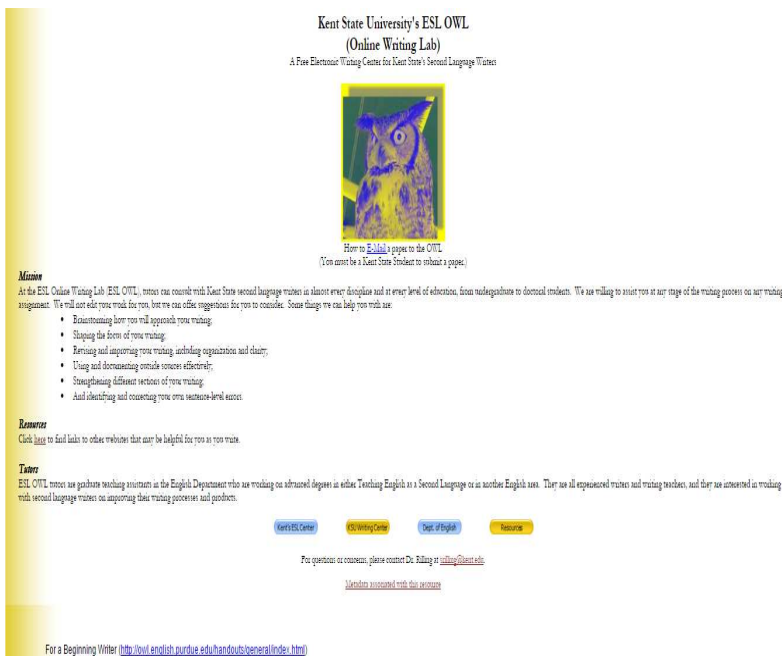 Kent State University's ESL OWL
(Online Writing Lab)
A Free Electronic Writing Center for Kent State's Second Language Writers
How to E-Mail a paper to the OWL
(You must be a Kent State Student to submit a paper.)
Mission
At the ESL Online Writing Lab (ESL OWL), tutors can consult with Kent State second language writers in almost every discipline and at every level of education, from undergraduate to doctoral students. We are willing to assist you at any stage of the writing process on any writing
assignment. We will not edit your work for you, but we can offer suggestions for you to consider. Some things we can help you with are:
• Brainstorming how you will approach your writing;
• Shaping the focus of your writing;
• Revising and improving your writing, including organization and clarity;
• Using and documenting outside sources effectively;
• Strengthening different sections of your writing;
• And identifying and correcting your own sentence-level errors.
Resources
Click here to find links to other websites that may be helpful for you as you write.
Tutors
ESL OWL tutors are graduate teaching assistants in the English Department who are working on advanced degrees in either Teaching English as a Second Language or in another English area. They are all experienced writers and writing teachers, and they are interested in working
with second language writers on improving their writing processes and products.
Kent's ESL Center KSU Writing Center Dept. of English Resources
For questions or concerns, please contact Dr. Rilling at srilling@kent.edu.
Metadata associated with this resource
For a Beginning Writer (http://owl.english.purdue.edu/handouts/general/index.html)